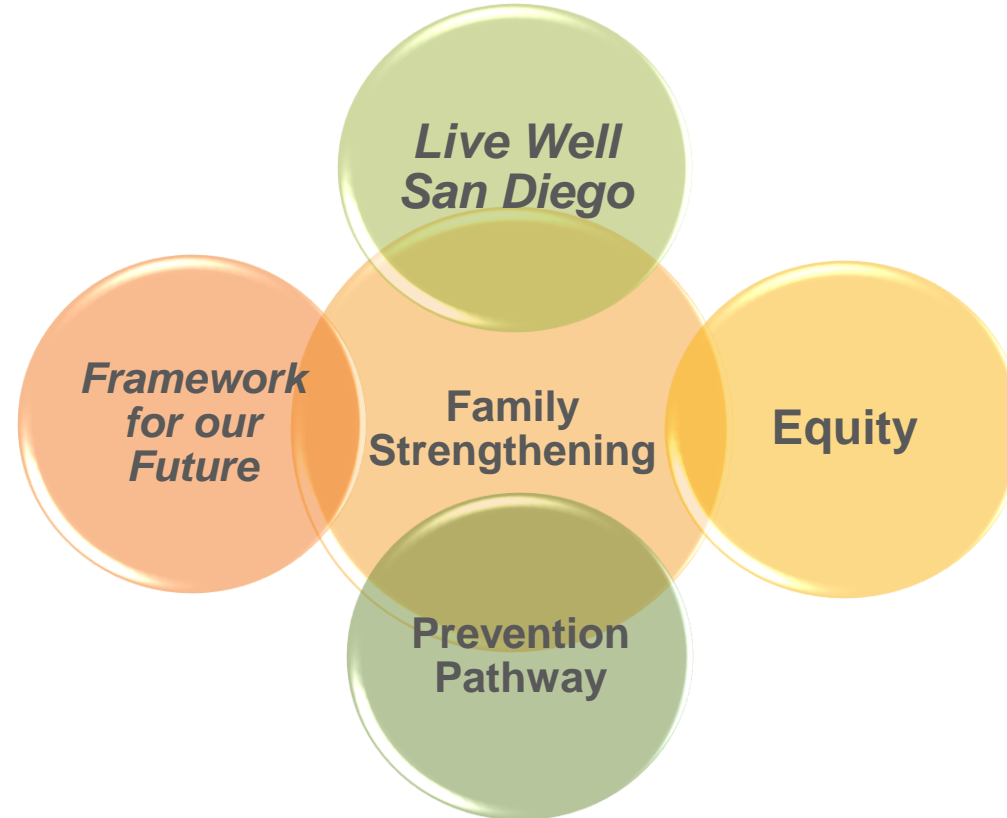 Live Well
San Diego
Framework
for our
Future
Family
Strengthening
Equity
Prevention
Pathway